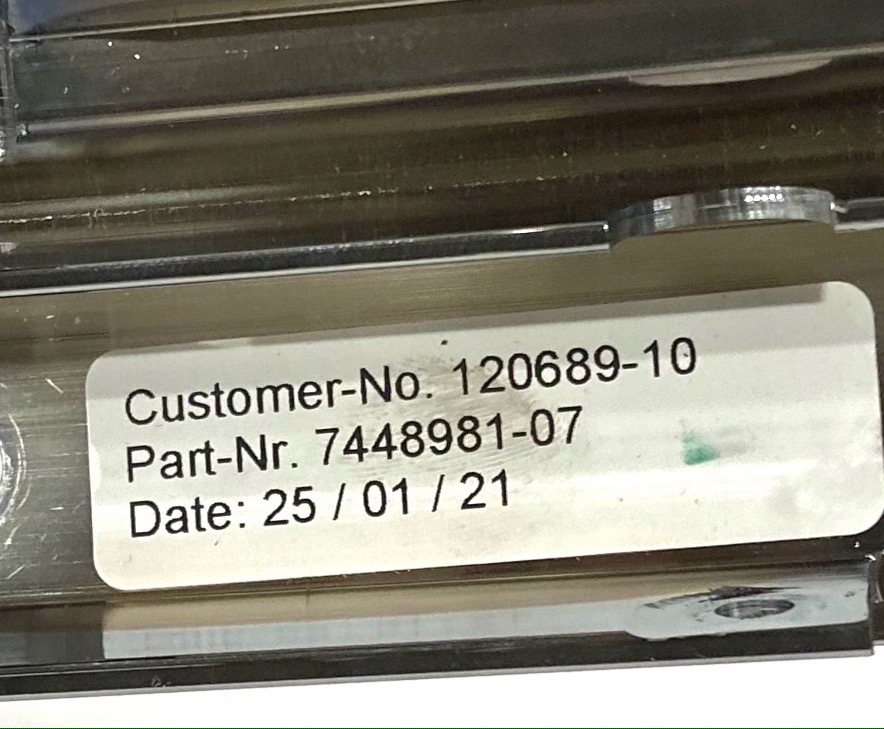 Customer-No. 120689-10
Part-Nr. 7448981-07
Date: 25 / 01 / 21